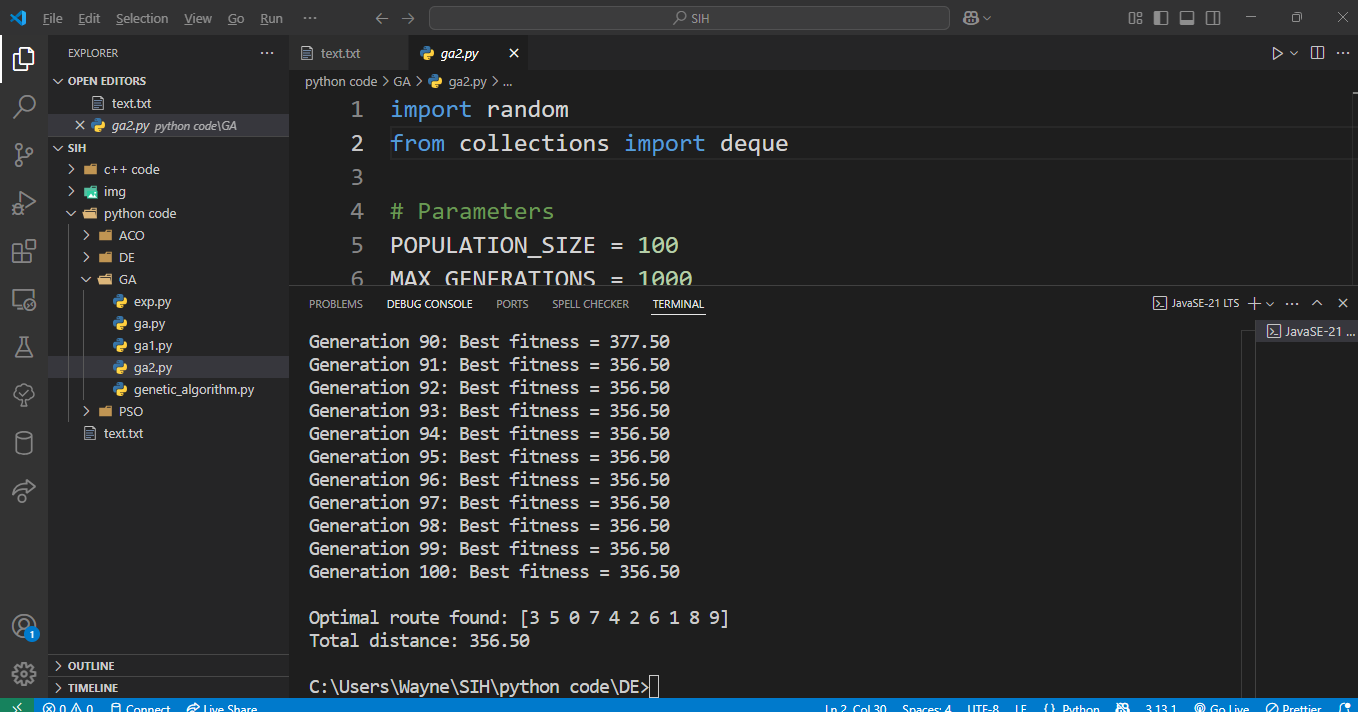 File Edit Selection View Go Run ··· SIH
EXPLORER ···
OPEN EDITORS
text.txt
ga2.py python code\GA
SIH
c++ code
img
python code
ACO
DE
GA
exp.py
ga.py
ga1.py
ga2.py
genetic_algorithm.py
PSO
text.txt
OUTLINE
TIMELINE
text.txt ga2.py
python code > GA > ga2.py > ...
1 import random
2 from collections import deque
3
4 # Parameters
5 POPULATION_SIZE = 100
6 MAX_GENERATIONS = 1000
PROBLEMS DEBUG CONSOLE PORTS SPELL CHECKER TERMINAL JavaSE-21 LTS
JavaSE-21 ...
Generation 90: Best fitness = 377.50
Generation 91: Best fitness = 356.50
Generation 92: Best fitness = 356.50
Generation 93: Best fitness = 356.50
Generation 94: Best fitness = 356.50
Generation 95: Best fitness = 356.50
Generation 96: Best fitness = 356.50
Generation 97: Best fitness = 356.50
Generation 98: Best fitness = 356.50
Generation 99: Best fitness = 356.50
Generation 100: Best fitness = 356.50
Optimal route found: [3 5 0 7 4 2 6 1 8 9]
Total distance: 356.50
C:\Users\Wayne\SIH\python code\DE>
1
0 0 Connect Live Share Ln 2, Col 30 Spaces: 4 UTF-8 LF {} Python 3.13.1 Go Live Prettier